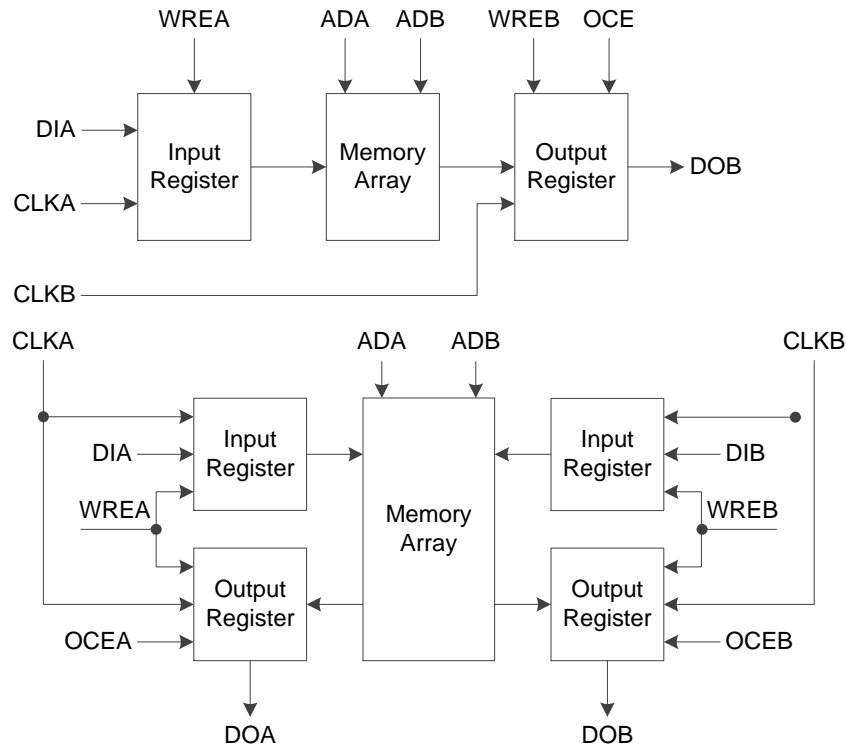 WREA ADA ADB WREB OCE
DIA
Input
Register
Memory
Array
Output
Register
DOB
CLKA
CLKB
CLKA ADA ADB CLKB
DIA
Input
Register
Input
Register
DIB
WREA
Memory
Array
WREB
Output
Register
Output
Register
OCEA
OCEB
DOA DOB